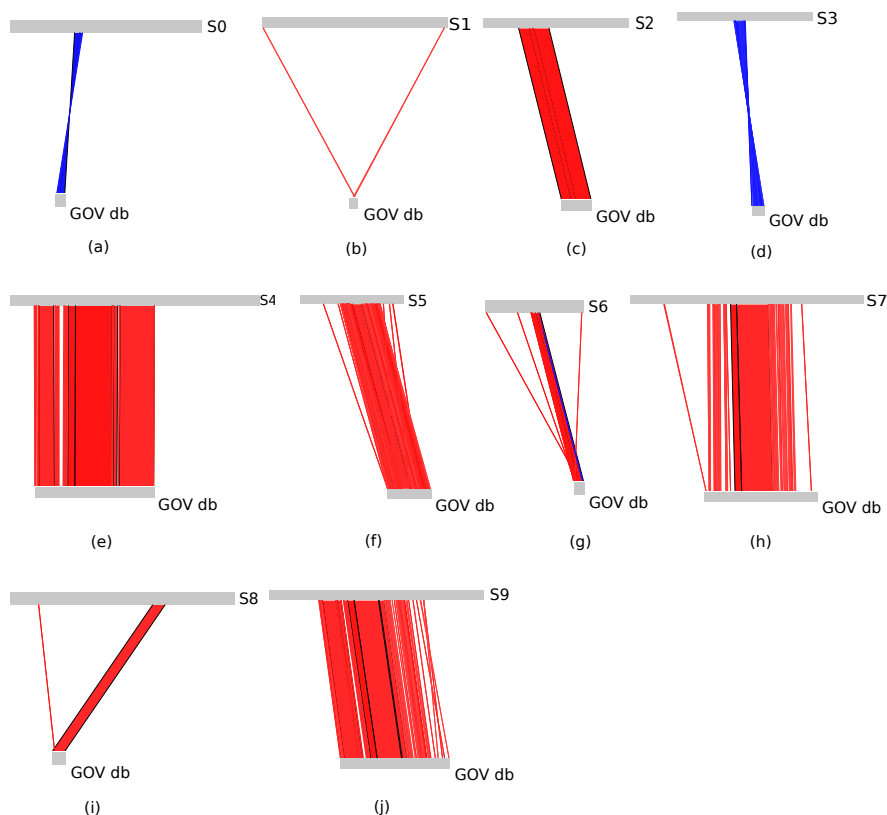 S0
S1
S2
S3
GOV db
GOV db
GOV db
GOV db
(a)
(b)
(c)
(d)
S4
S5
S6
S7
GOV db
GOV db
GOV db
GOV db
(e)
(f)
(g)
(h)
S8
S9
GOV db
GOV db
(i)
(j)